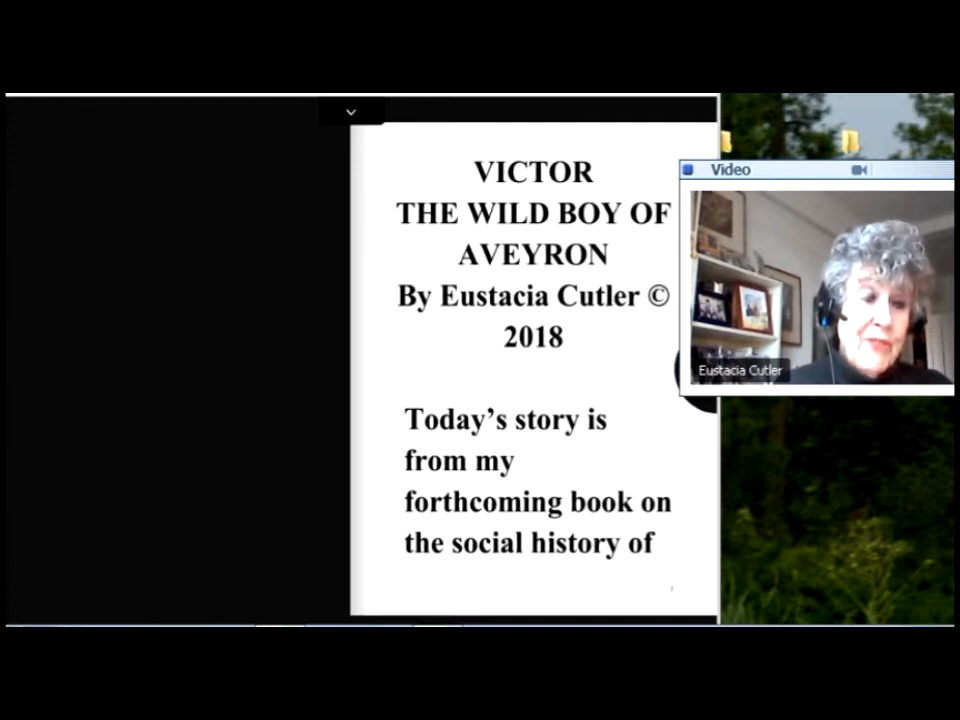 VICTOR
THE WILD BOY OF
AVEYRON
By Eustacia Cutler ©
2018
Today’s story is
from my
forthcoming book on
the social history of
Video
Eustacia Cutler